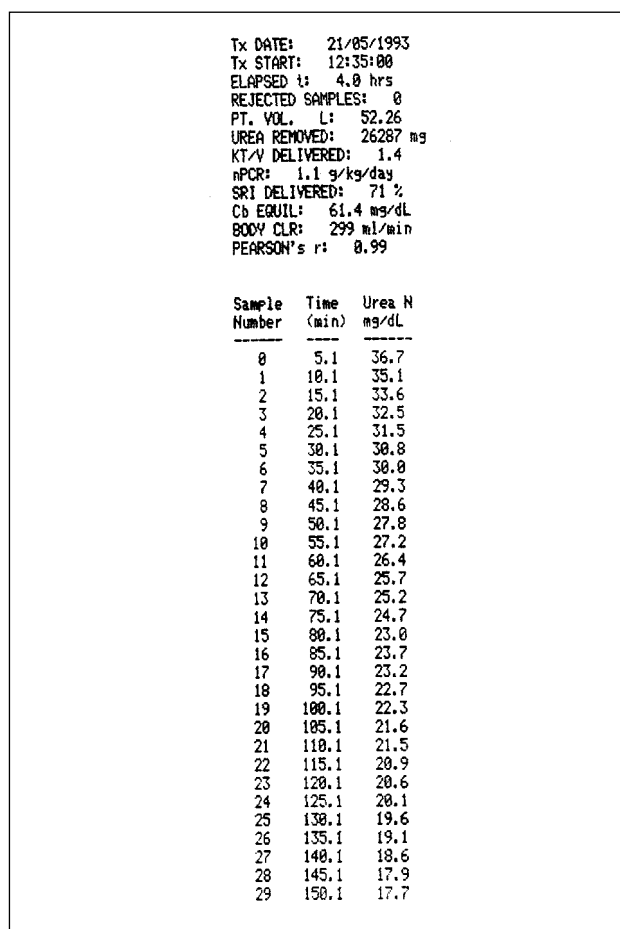 Tx DATE: 21/05/1993
Tx START: 12:35:00
ELAPSED t: 4.0 hrs
REJECTED SAMPLES: 0
PT. VOL. L: 52.26
UREA REMOVED: 26287 mg
KT/V DELIVERED: 1.4
nPCR: 1.1 g/kg/day
SRI DELIVERED: 71 %
Cb EQUIL: 61.4 mg/dL
BODY CLR: 299 ml/min
PEARSON's r: 0.99
Sample Time Urea N
Number (min) mg/dL
------ ---- ------
0 5.1 36.7
1 10.1 35.1
2 15.1 33.6
3 20.1 32.5
4 25.1 31.5
5 30.1 30.8
6 35.1 30.0
7 40.1 29.3
8 45.1 28.6
9 50.1 27.8
10 55.1 27.2
11 60.1 26.4
12 65.1 25.7
13 70.1 25.2
14 75.1 24.7
15 80.1 23.0
16 85.1 23.7
17 90.1 23.2
18 95.1 22.7
19 100.1 22.3
20 105.1 21.6
21 110.1 21.5
22 115.1 20.9
23 120.1 20.6
24 125.1 20.1
25 130.1 19.6
26 135.1 19.1
27 140.1 18.6
28 145.1 17.9
29 150.1 17.7